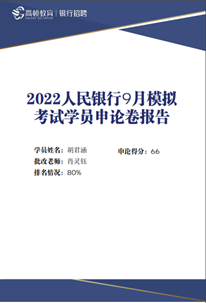 高顿教育 | 银行招聘
2022人民银行9月模拟
考试学员申论卷报告
学员姓名：胡君涵
申论得分：66
批改老师：肖灵钰
排名情况：80%